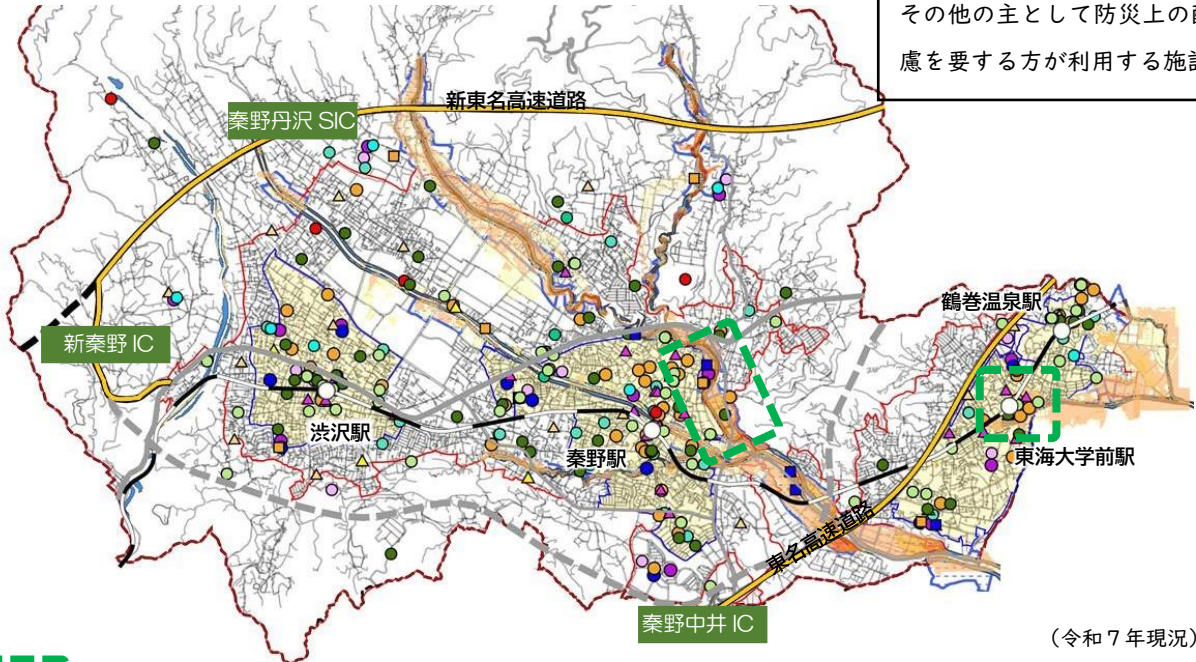 その他の主として防災上の配
慮を要する方が利用する施設
新東名高速道路
秦野丹沢 SIC
鶴巻温泉駅
新秦野 IC
渋沢駅
秦野駅
東海大学前駅
東名高速道路
秦野中井 IC
(令和７年現況)